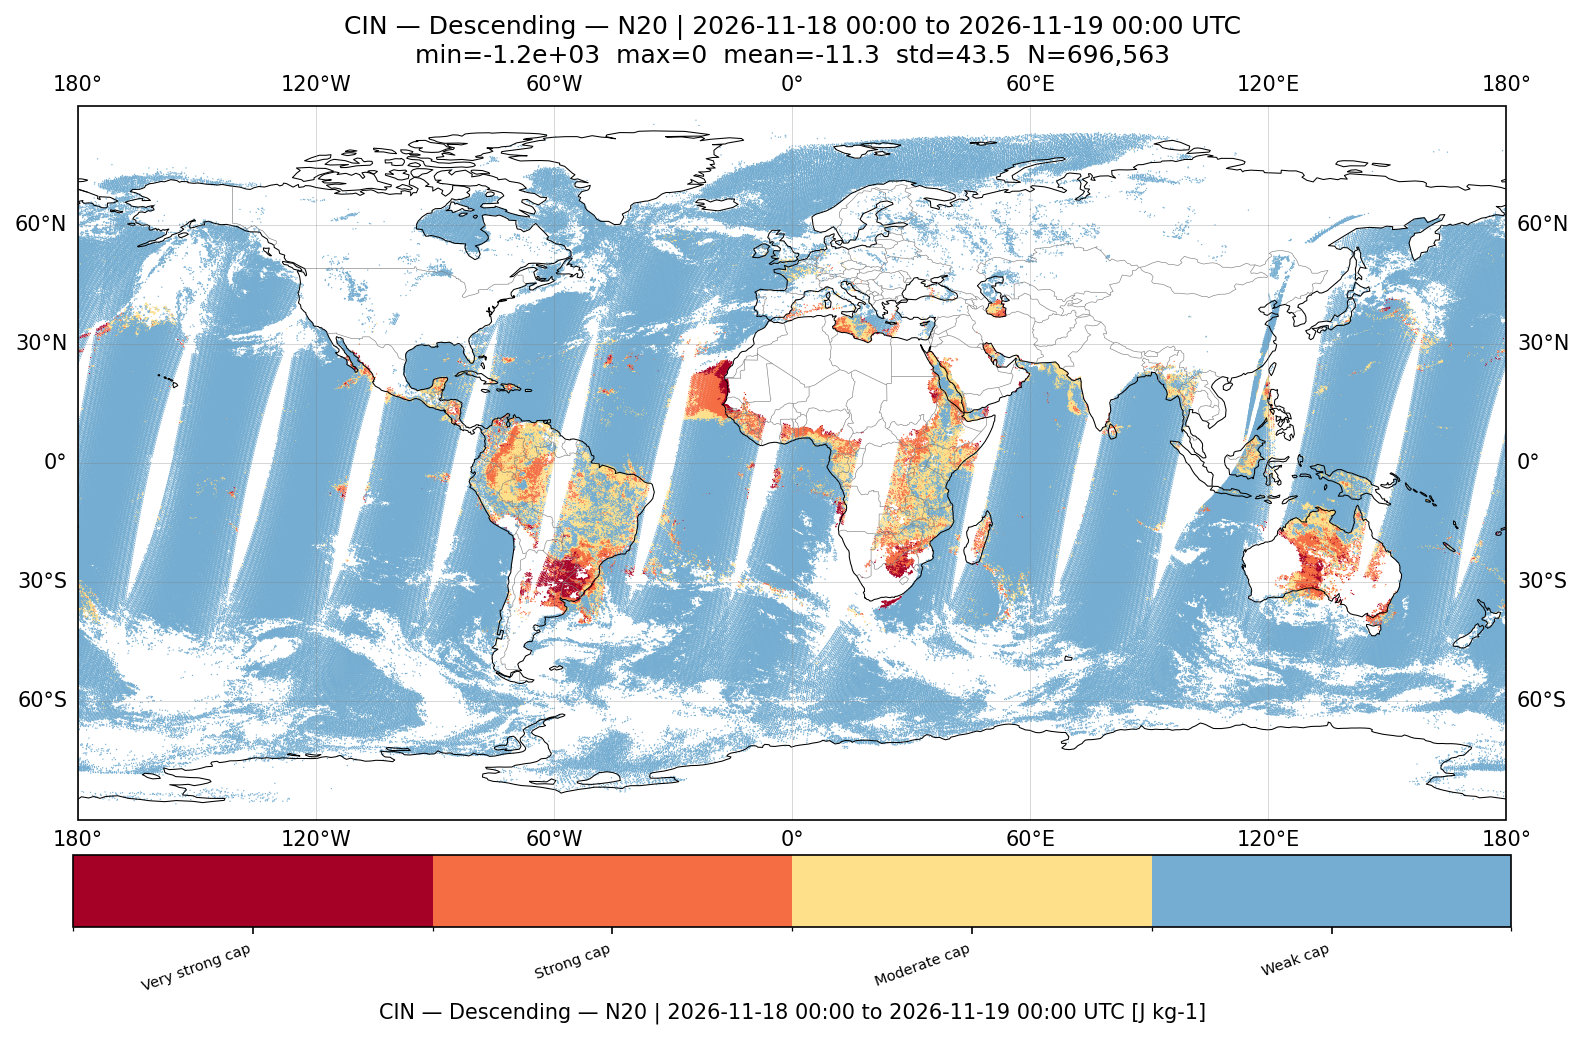 CIN — Descending — N20 | 2026-11-18 00:00 to 2026-11-19 00:00 UTC
min=-1.2e+03  max=0  mean=-11.3  std=43.5  N=696,563
180° 120°W 60°W 0° 60°E 120°E 180°
60°N 60°N
30°N 30°N
0° 0°
30°S 30°S
60°S 60°S
180° 120°W 60°W 0° 60°E 120°E 180°
Very strong cap Strong cap Moderate cap Weak cap
CIN — Descending — N20 | 2026-11-18 00:00 to 2026-11-19 00:00 UTC [J kg-1]